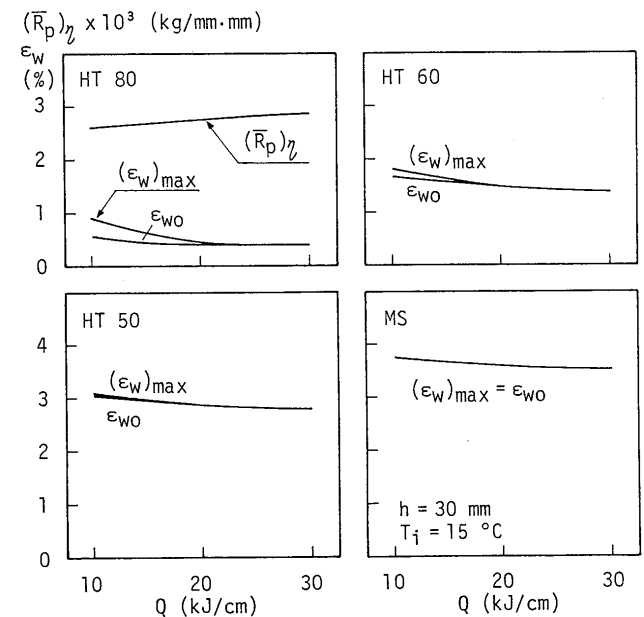 (R̅p)η x10³ (kg/mm·mm)
εw
(%)
HT 80
HT 60
3
2
1
0
(R̅p)η
(εw)max
εwo
(εw)max
εwo
HT 50
MS
4
3
2
1
0
(εw)max
εwo
(εw)max = εwo
h = 30 mm
Ti = 15 °C
10 20 30
10 20 30
Q (kJ/cm)
Q (kJ/cm)